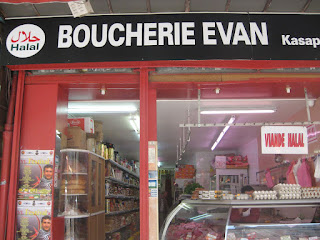 حلال
Halal
BOUCHERIE EVAN
Kasap
VIANDE HALAL